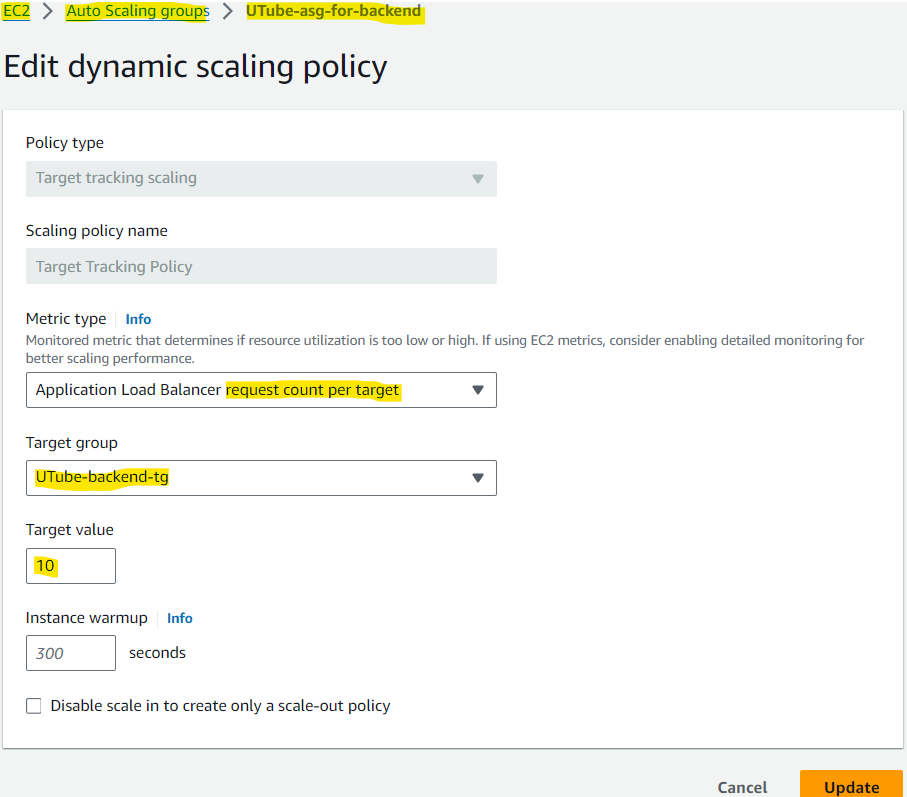 EC2 > Auto Scaling groups > UTube-asg-for-backend
Edit dynamic scaling policy
Policy type
Target tracking scaling
Scaling policy name
Target Tracking Policy
Metric type Info
Monitored metric that determines if resource utilization is too low or high. If using EC2 metrics, consider enabling detailed monitoring for
better scaling performance.
Application Load Balancer request count per target
Target group
UTube-backend-tg
Target value
10
Instance warmup Info
300 seconds
Disable scale in to create only a scale-out policy
Cancel Update